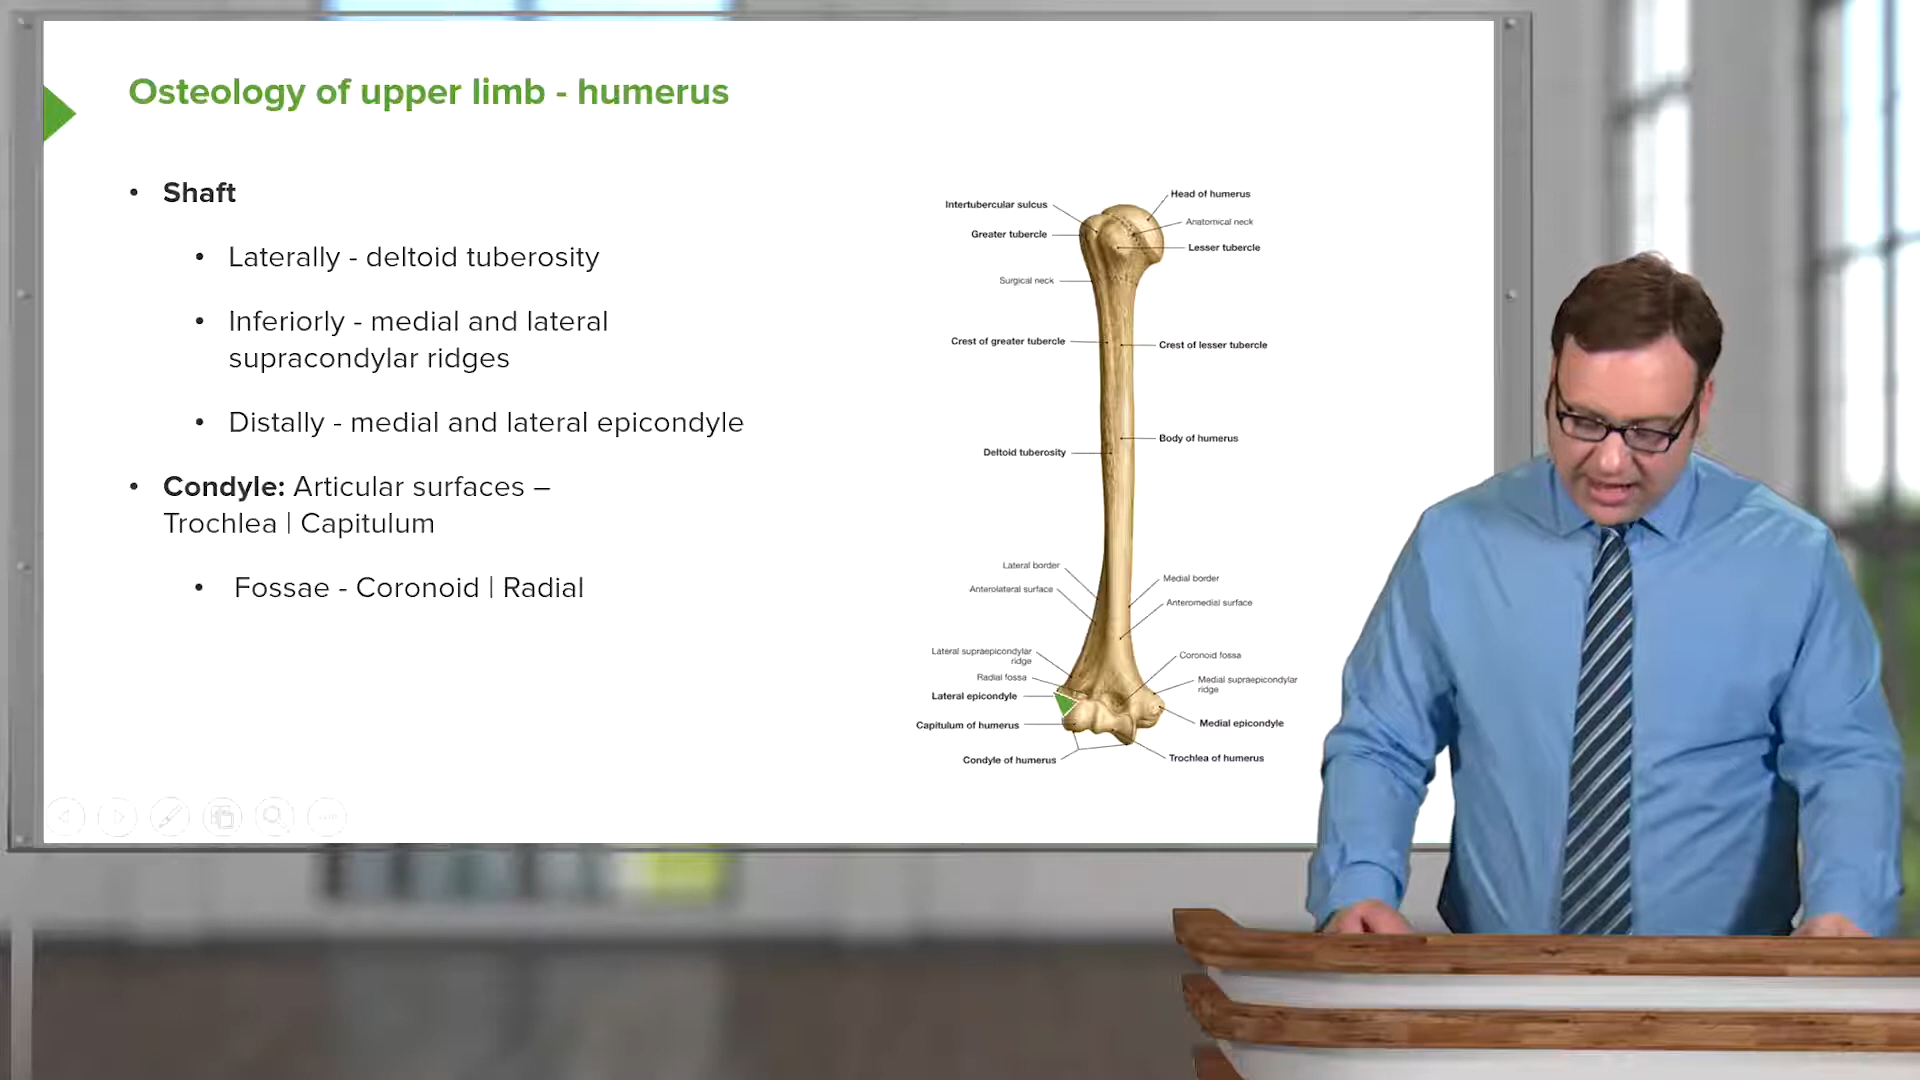 Osteology of upper limb - humerus
• Shaft
• Laterally - deltoid tuberosity
• Inferiorly - medial and lateral
supracondylar ridges
• Distally - medial and lateral epicondyle
• Condyle: Articular surfaces –
Trochlea | Capitulum
• Fossae - Coronoid | Radial
Head of humerus
Intertubercular sulcus
Anatomical neck
Greater tubercle
Lesser tubercle
Surgical neck
Crest of greater tubercle
Crest of lesser tubercle
Body of humerus
Deltoid tuberosity
Lateral border
Medial border
Anterolateral surface
Anteromedial surface
Lateral supraepicondylar
ridge
Coronoid fossa
Radial fossa
Medial supraepicondylar
ridge
Lateral epicondyle
Medial epicondyle
Capitulum of humerus
Condyle of humerus
Trochlea of humerus